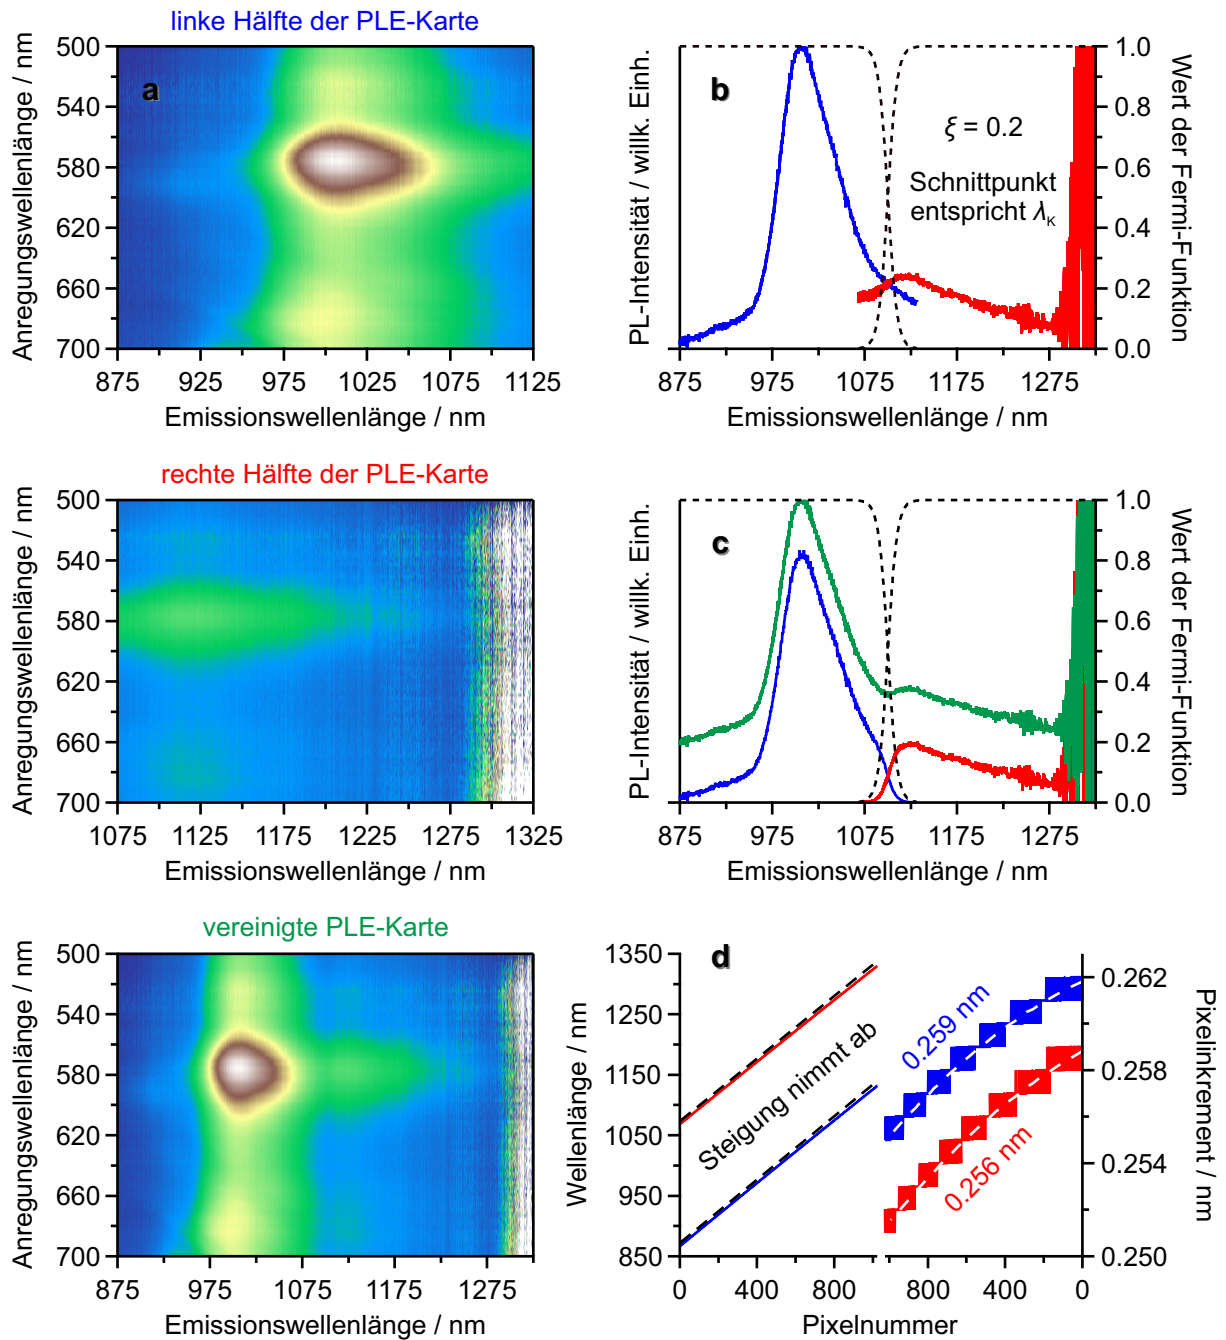 linke Hälfte der PLE-Karte
a
Anregungswellenlänge / nm
500
540
580
620
660
700
875 925 975 1025 1075 1125
Emissionswellenlänge / nm
b
PL-Intensität / willk. Einh.
ξ = 0.2
Schnittpunkt
entspricht λK
1.0
0.8
0.6
0.4
0.2
0.0
Wert der Fermi-Funktion
875 975 1075 1175 1275
Emissionswellenlänge / nm
rechte Hälfte der PLE-Karte
Anregungswellenlänge / nm
500
540
580
620
660
700
1075 1125 1175 1225 1275 1325
Emissionswellenlänge / nm
c
PL-Intensität / willk. Einh.
1.0
0.8
0.6
0.4
0.2
0.0
Wert der Fermi-Funktion
875 975 1075 1175 1275
Emissionswellenlänge / nm
vereinigte PLE-Karte
Anregungswellenlänge / nm
500
540
580
620
660
700
875 975 1075 1175 1275
Emissionswellenlänge / nm
d
Wellenlänge / nm
1350
1250
1150
1050
950
850
Steigung nimmt ab
0.259 nm
0.256 nm
0.262
0.258
0.254
0.250
Pixelinkrement / nm
0 400 800 800 400 0
Pixelnummer